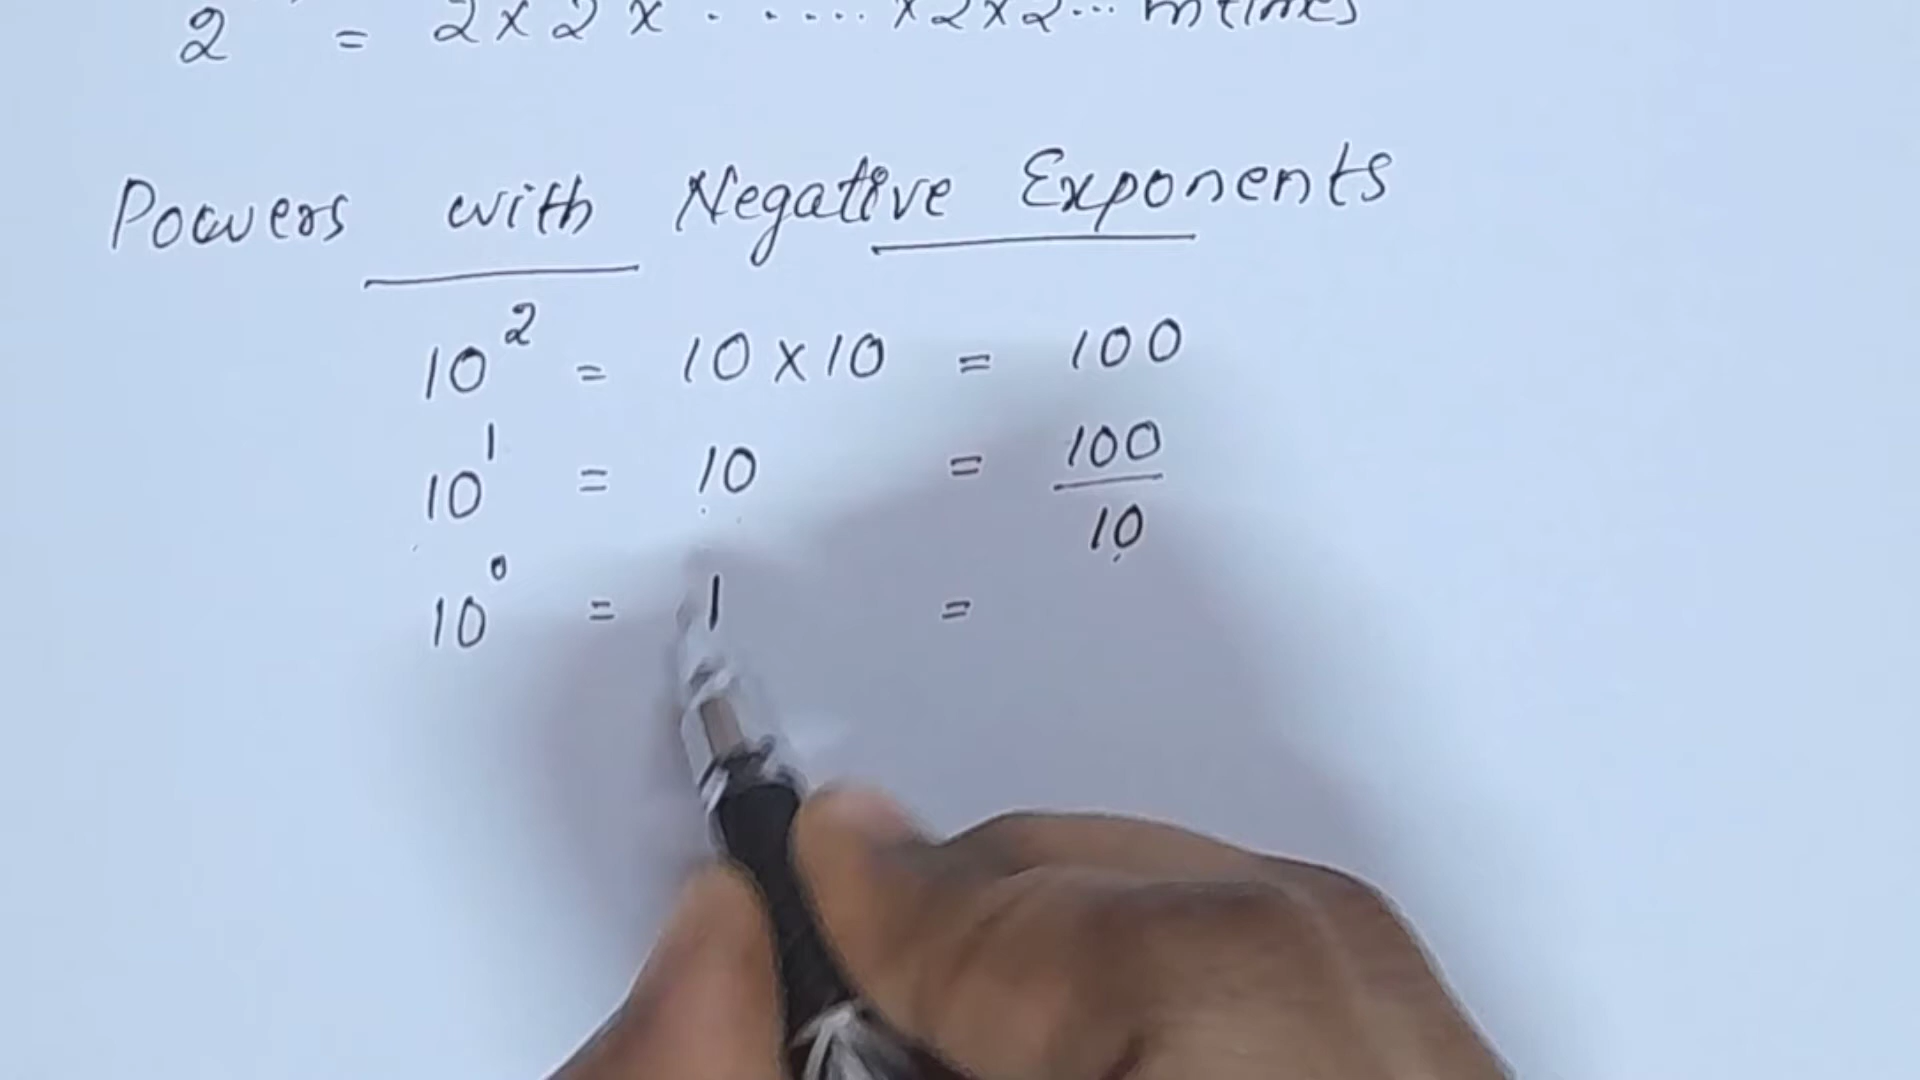 2 = 2 x 2 x . . . . . . x 2 x 2 ... m times
Powers with Negative Exponents
10² = 10 x 10 = 100
10¹ = 10 = 100/10
10⁰ = 1 =